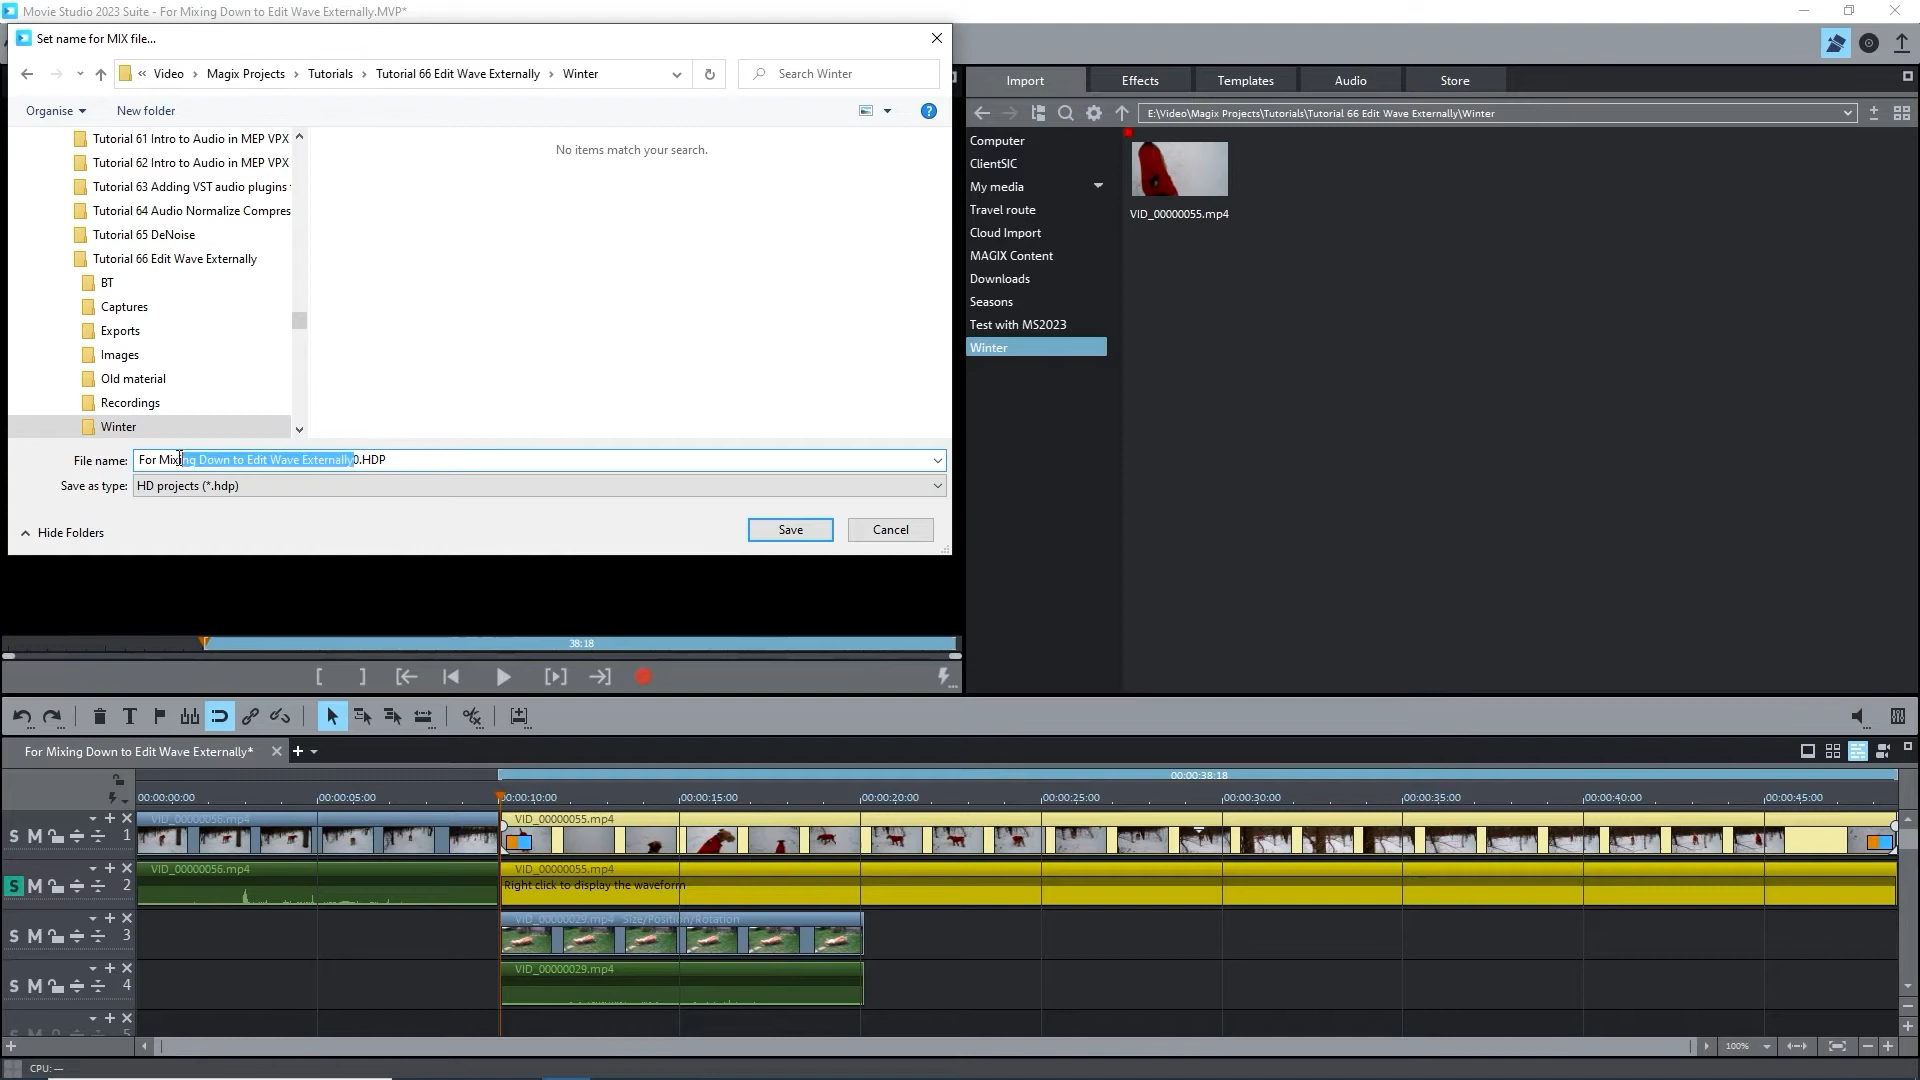 Movie Studio 2023 Suite - For Mixing Down to Edit Wave Externally.MVP*
Set name for MIX file...
« Video › Magix Projects › Tutorials › Tutorial 66 Edit Wave Externally › Winter
Search Winter
Organise
New folder
Tutorial 61 Intro to Audio in MEP VPX
Tutorial 62 Intro to Audio in MEP VPX
Tutorial 63 Adding VST audio plugins
Tutorial 64 Audio Normalize Compres
Tutorial 65 DeNoise
Tutorial 66 Edit Wave Externally
BT
Captures
Exports
Images
Old material
Recordings
Winter
No items match your search.
File name: For Mixing Down to Edit Wave Externally0.HDP
Save as type: HD projects (*.hdp)
Hide Folders
Save
Cancel
Import
Effects
Templates
Audio
Store
E:\Video\Magix Projects\Tutorials\Tutorial 66 Edit Wave Externally\Winter
Computer
ClientSIC
My media
Travel route
Cloud Import
MAGIX Content
Downloads
Seasons
Test with MS2023
Winter
VID_00000055.mp4
38:18
For Mixing Down to Edit Wave Externally*
00:00:38:18
00:00:00:00
00:00:05:00
00:00:10:00
00:00:15:00
00:00:20:00
00:00:25:00
00:00:30:00
00:00:35:00
00:00:40:00
00:00:45:00
S M 1
VID_00000056.mp4
VID_00000055.mp4
S M 2
VID_00000056.mp4
VID_00000055.mp4
Right click to display the waveform
S M 3
VID_00000029.mp4 Size/Position/Rotation
S M 4
VID_00000029.mp4
S M 5
100%
CPU: —